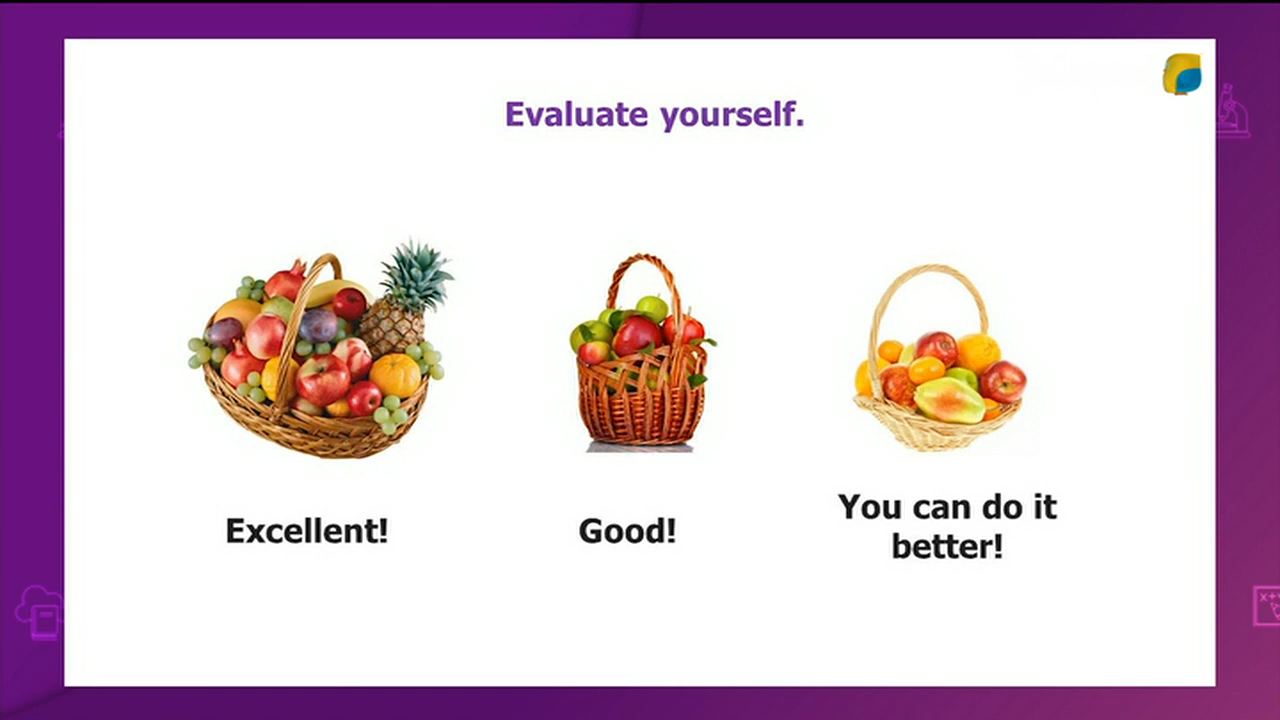 Evaluate yourself.
Excellent!
Good!
You can do it
better!